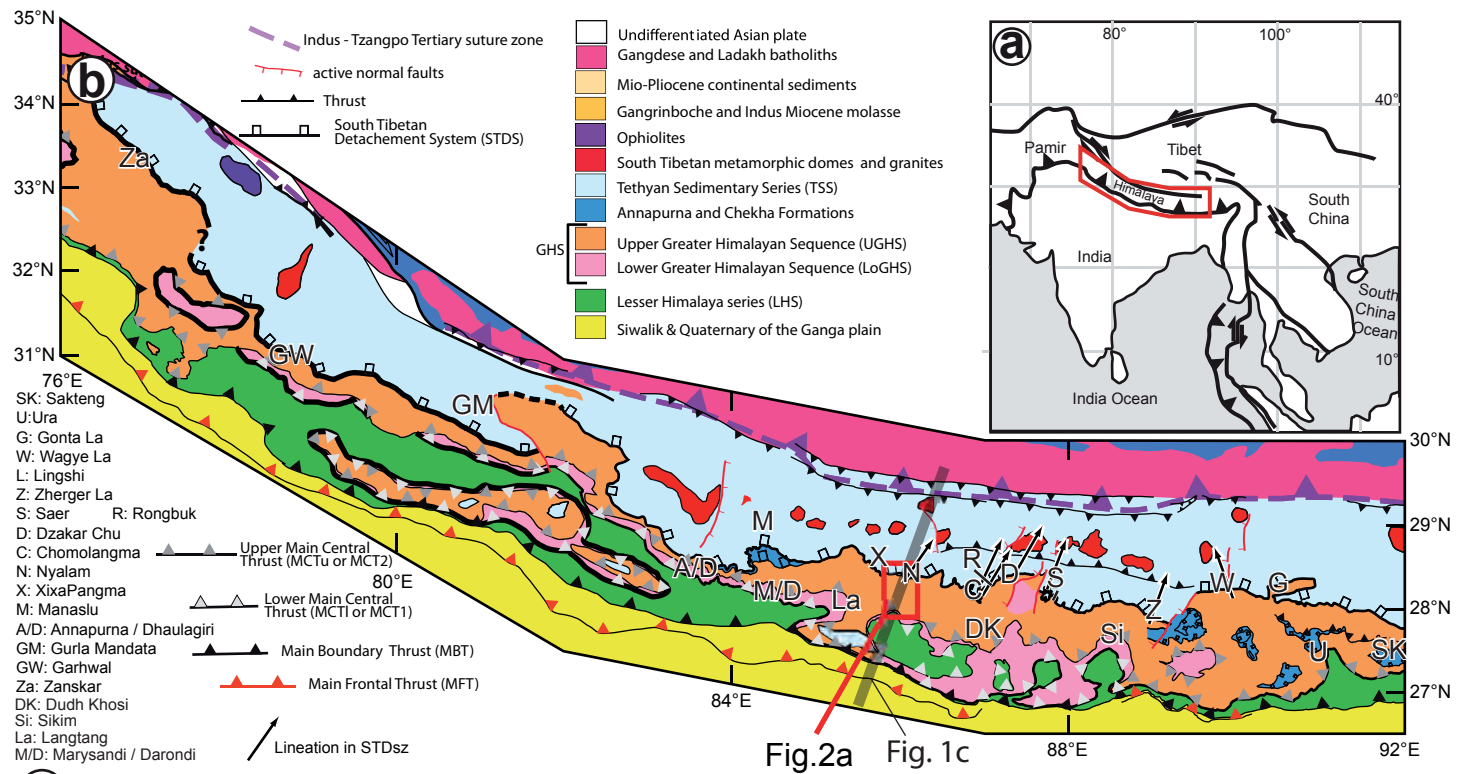 35°N
34°N
33°N
32°N
31°N
76°E
b
Indus - Tzangpo Tertiary suture zone
active normal faults
Thrust
South Tibetan
Detachement System (STDS)
Undifferentiated Asian plate
Gangdese and Ladakh batholiths
Mio-Pliocene continental sediments
Gangrinboche and Indus Miocene molasse
Ophiolites
South Tibetan metamorphic domes and granites
Tethyan Sedimentary Series (TSS)
Annapurna and Chekha Formations
GHS
Upper Greater Himalayan Sequence (UGHS)
Lower Greater Himalayan Sequence (LoGHS)
Lesser Himalaya series (LHS)
Siwalik & Quaternary of the Ganga plain
a
80°
100°
40°
10°
Pamir
Tibet
Himalaya
South
China
India
South
China
Ocean
India Ocean
Za
?
GW
GM
M
A/D
M/D
La
X
N
R
C
D
S
DK
Si
Z
W
G
U
SK
30°N
29°N
28°N
27°N
80°E
84°E
88°E
92°E
Fig.2a
Fig. 1c
SK: Sakteng
U:Ura
G: Gonta La
W: Wagye La
L: Lingshi
Z: Zherger La
S: Saer R: Rongbuk
D: Dzakar Chu
C: Chomolangma
N: Nyalam
X: XixaPangma
M: Manaslu
A/D: Annapurna / Dhaulagiri
GM: Gurla Mandata
GW: Garhwal
Za: Zanskar
DK: Dudh Khosi
Si: Sikim
La: Langtang
M/D: Marysandi / Darondi
Upper Main Central
Thrust (MCTu or MCT2)
Lower Main Central
Thrust (MCTl or MCT1)
Main Boundary Thrust (MBT)
Main Frontal Thrust (MFT)
Lineation in STDsz